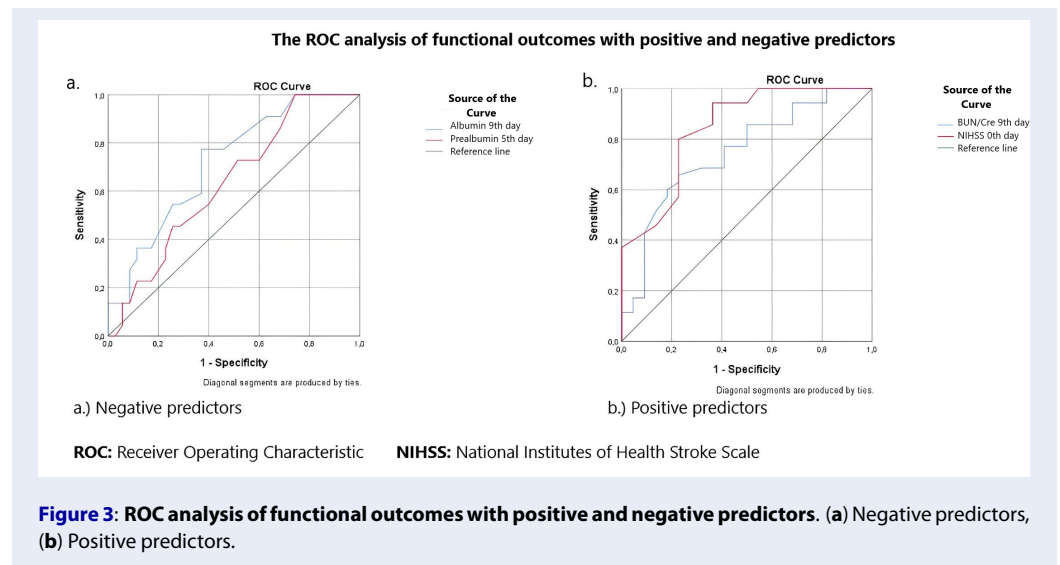 The ROC analysis of functional outcomes with positive and negative predictors
a.
ROC Curve
Sensitivity
1,0
0,8
0,6
0,4
0,2
0,0
0,0 0,2 0,4 0,6 0,8 1,0
1 - Specificity
Diagonal segments are produced by ties.
Source of the
Curve
Albumin 9th day
Prealbumin 5th day
Reference line
a.) Negative predictors
b.
ROC Curve
Sensitivity
1,0
0,8
0,6
0,4
0,2
0,0
0,0 0,2 0,4 0,6 0,8 1,0
1 - Specificity
Diagonal segments are produced by ties.
Source of the
Curve
BUN/Cre 9th day
NIHSS 0th day
Reference line
b.) Positive predictors
ROC: Receiver Operating Characteristic NIHSS: National Institutes of Health Stroke Scale
Figure 3: ROC analysis of functional outcomes with positive and negative predictors. (a) Negative predictors,
(b) Positive predictors.